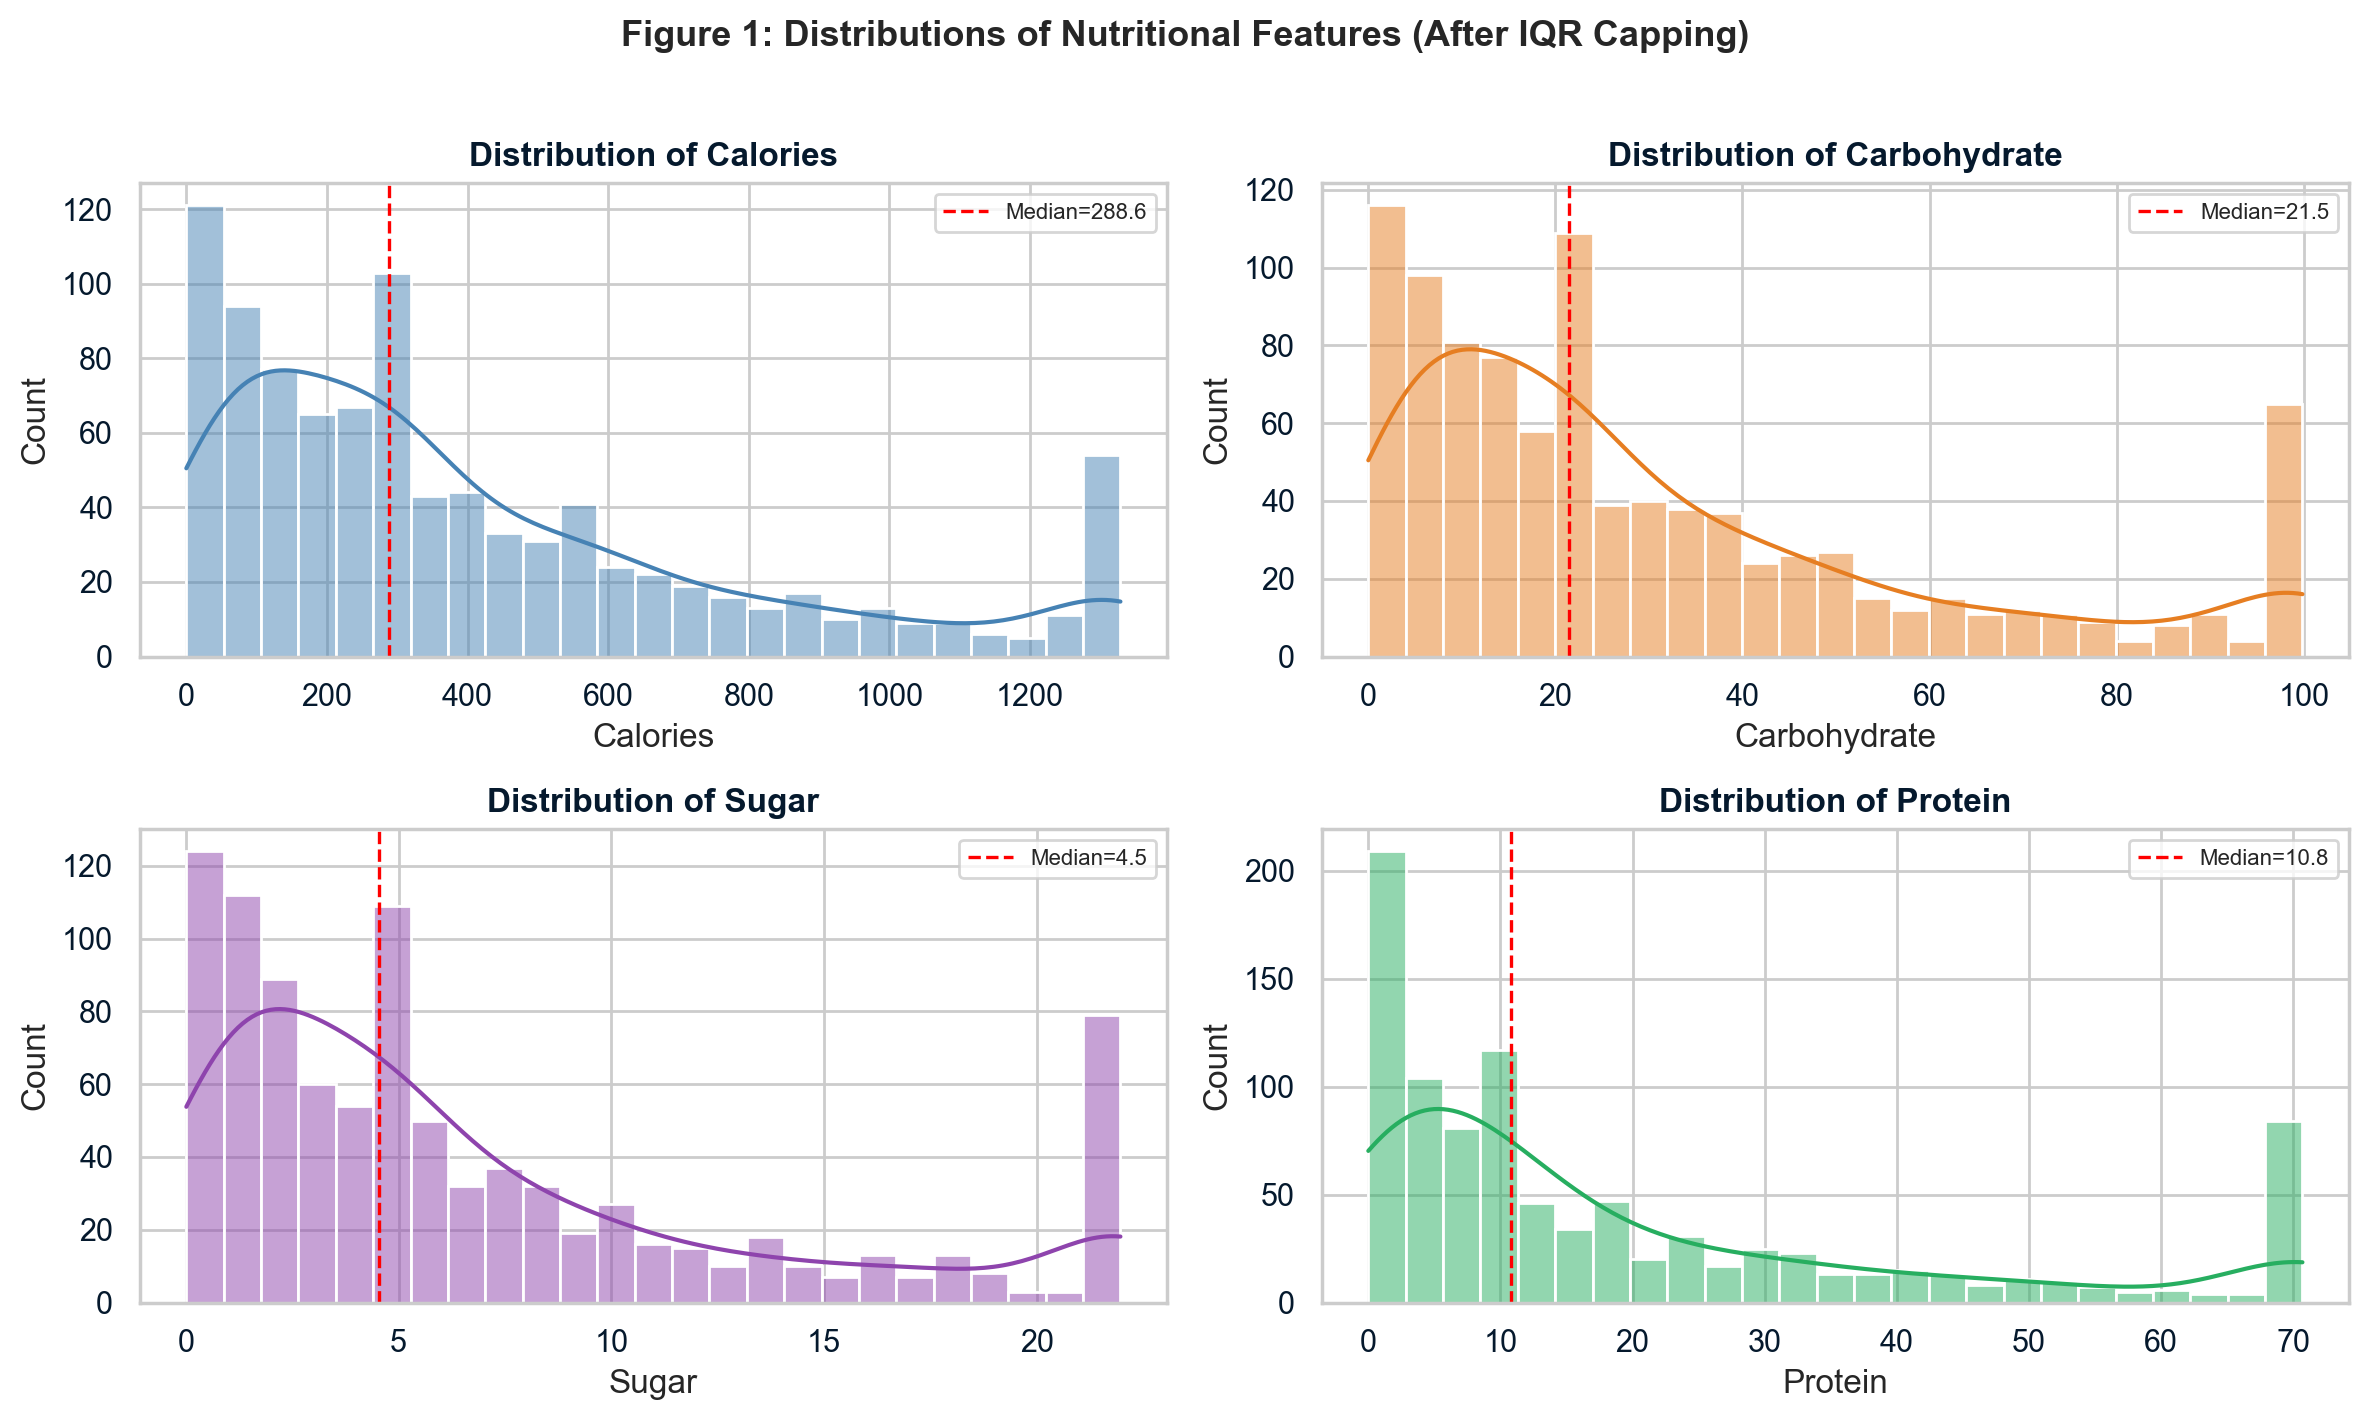 Figure 1: Distributions of Nutritional Features (After IQR Capping)
Distribution of Calories
Median=288.6
Count
120
100
80
60
40
20
0
0 200 400 600 800 1000 1200
Calories
Distribution of Carbohydrate
Median=21.5
Count
120
100
80
60
40
20
0
0 20 40 60 80 100
Carbohydrate
Distribution of Sugar
Median=4.5
Count
120
100
80
60
40
20
0
0 5 10 15 20
Sugar
Distribution of Protein
Median=10.8
Count
200
150
100
50
0
0 10 20 30 40 50 60 70
Protein